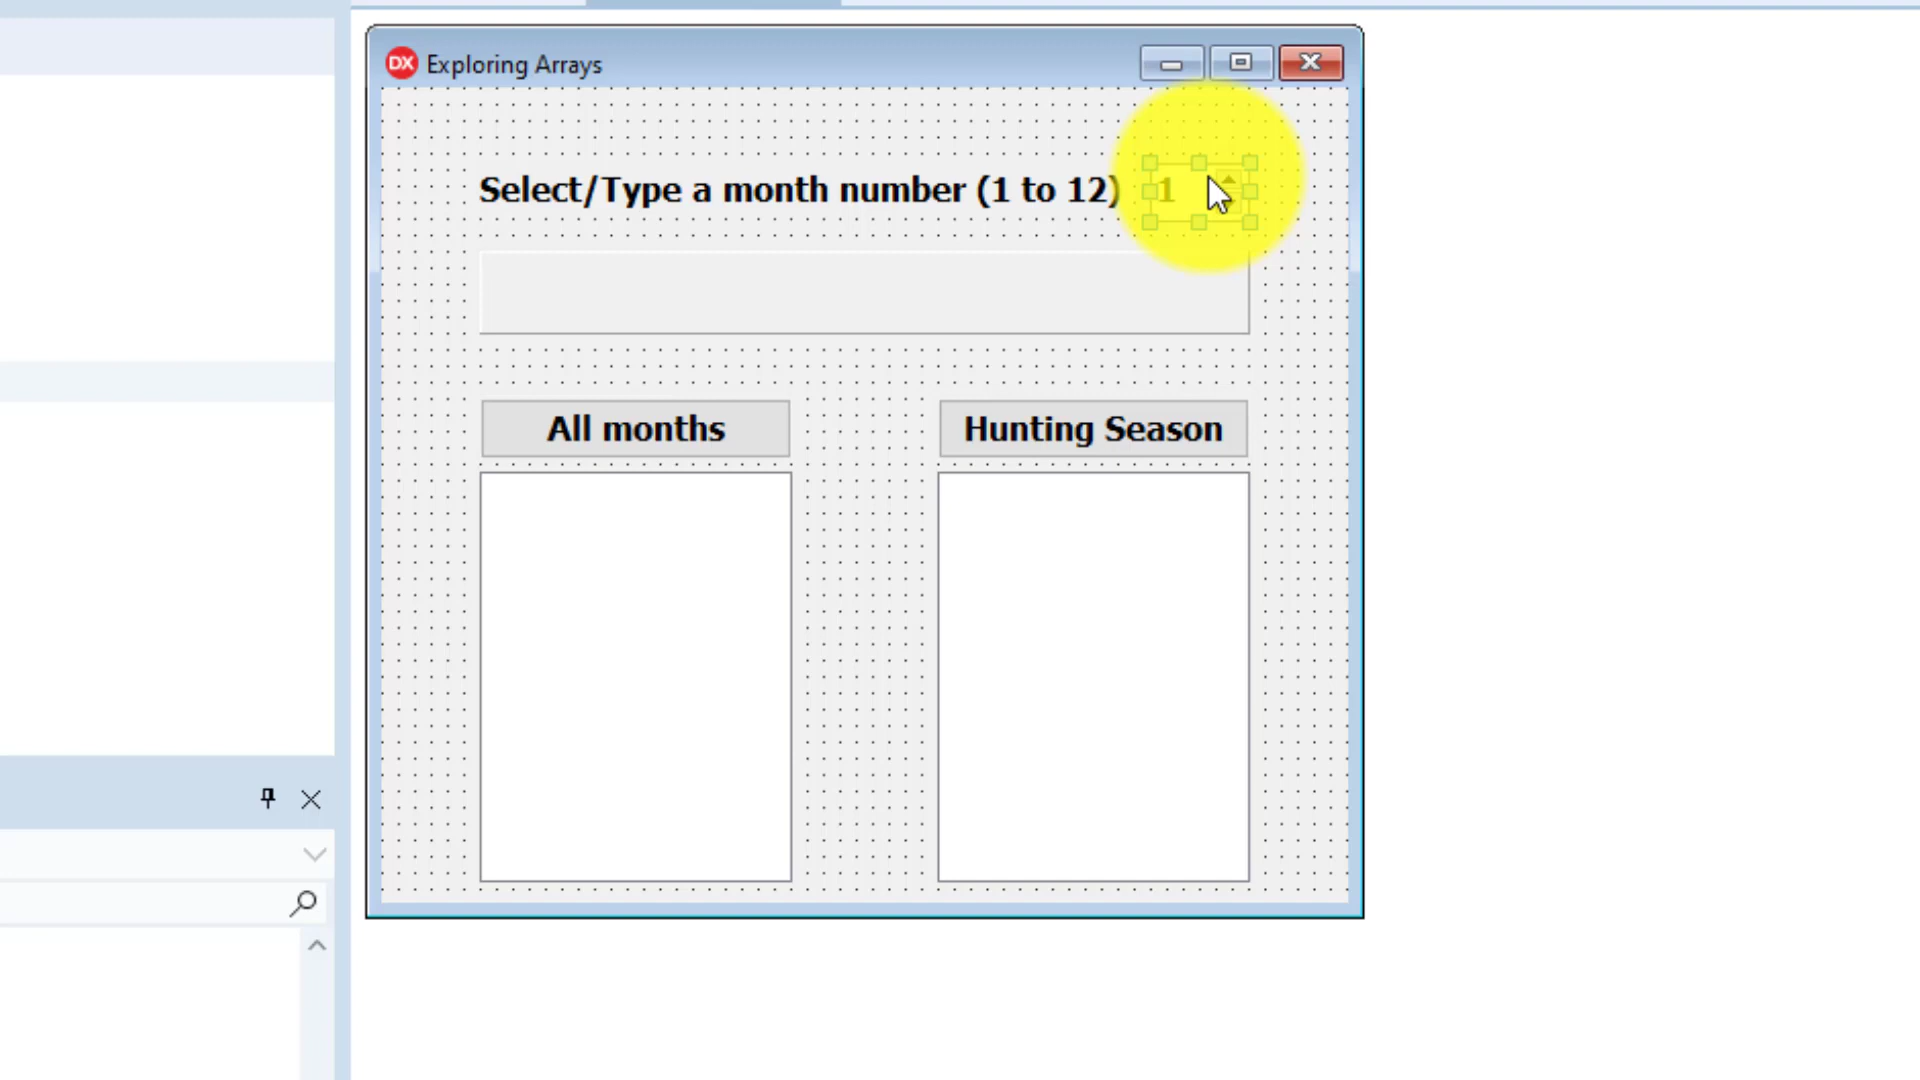 DX Exploring Arrays
Select/Type a month number (1 to 12) 1
All months Hunting Season